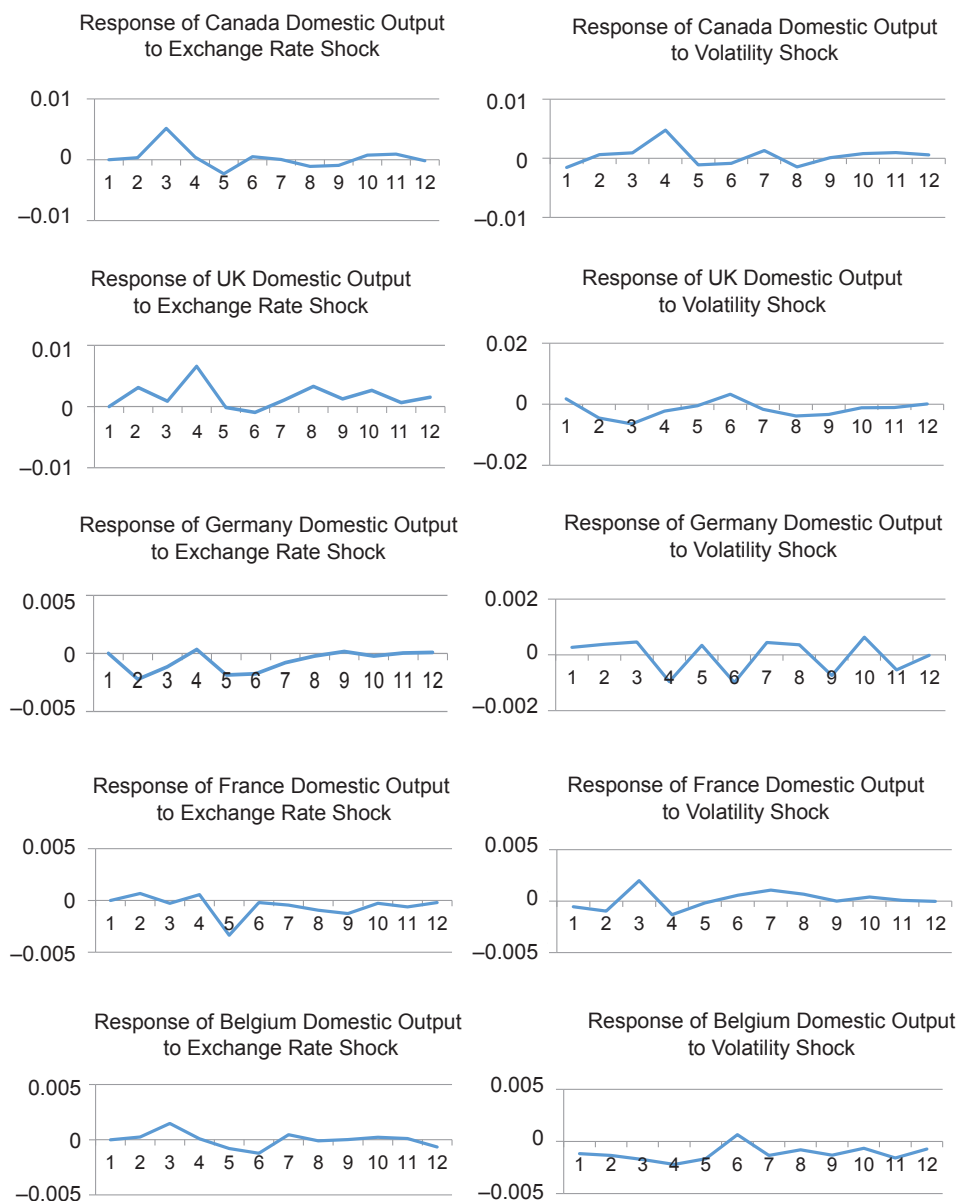 Response of Canada Domestic Output
to Exchange Rate Shock
0.01
0
–0.01
1 2 3 4 5 6 7 8 9 10 11 12
Response of Canada Domestic Output
to Volatility Shock
0.01
0
–0.01
1 2 3 4 5 6 7 8 9 10 11 12
Response of UK Domestic Output
to Exchange Rate Shock
0.01
0
–0.01
1 2 3 4 5 6 7 8 9 10 11 12
Response of UK Domestic Output
to Volatility Shock
0.02
0
–0.02
1 2 3 4 5 6 7 8 9 10 11 12
Response of Germany Domestic Output
to Exchange Rate Shock
0.005
0
–0.005
1 2 3 4 5 6 7 8 9 10 11 12
Response of Germany Domestic Output
to Volatility Shock
0.002
0
–0.002
1 2 3 4 5 6 7 8 9 10 11 12
Response of France Domestic Output
to Exchange Rate Shock
0.005
0
–0.005
1 2 3 4 5 6 7 8 9 10 11 12
Response of France Domestic Output
to Volatility Shock
0.005
0
–0.005
1 2 3 4 5 6 7 8 9 10 11 12
Response of Belgium Domestic Output
to Exchange Rate Shock
0.005
0
–0.005
1 2 3 4 5 6 7 8 9 10 11 12
Response of Belgium Domestic Output
to Volatility Shock
0.005
0
–0.005
1 2 3 4 5 6 7 8 9 10 11 12